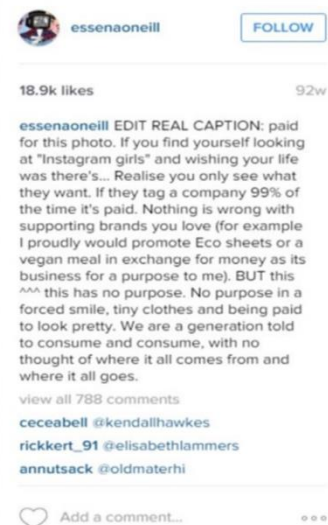 essenaoneill
FOLLOW
18.9k likes
92w
essenaoneill EDIT REAL CAPTION: paid
for this photo. If you find yourself looking
at "Instagram girls" and wishing your life
was there's... Realise you only see what
they want. If they tag a company 99% of
the time it's paid. Nothing is wrong with
supporting brands you love (for example
I proudly would promote Eco sheets or a
vegan meal in exchange for money as its
business for a purpose to me). BUT this
^^^ this has no purpose. No purpose in a
forced smile, tiny clothes and being paid
to look pretty. We are a generation told
to consume and consume, with no
thought of where it all comes from and
where it all goes.
view all 788 comments
ceceabell @kendallhawkes
rickkert_91 @elisabethlammers
annutsack @oldmaterhi
Add a comment...